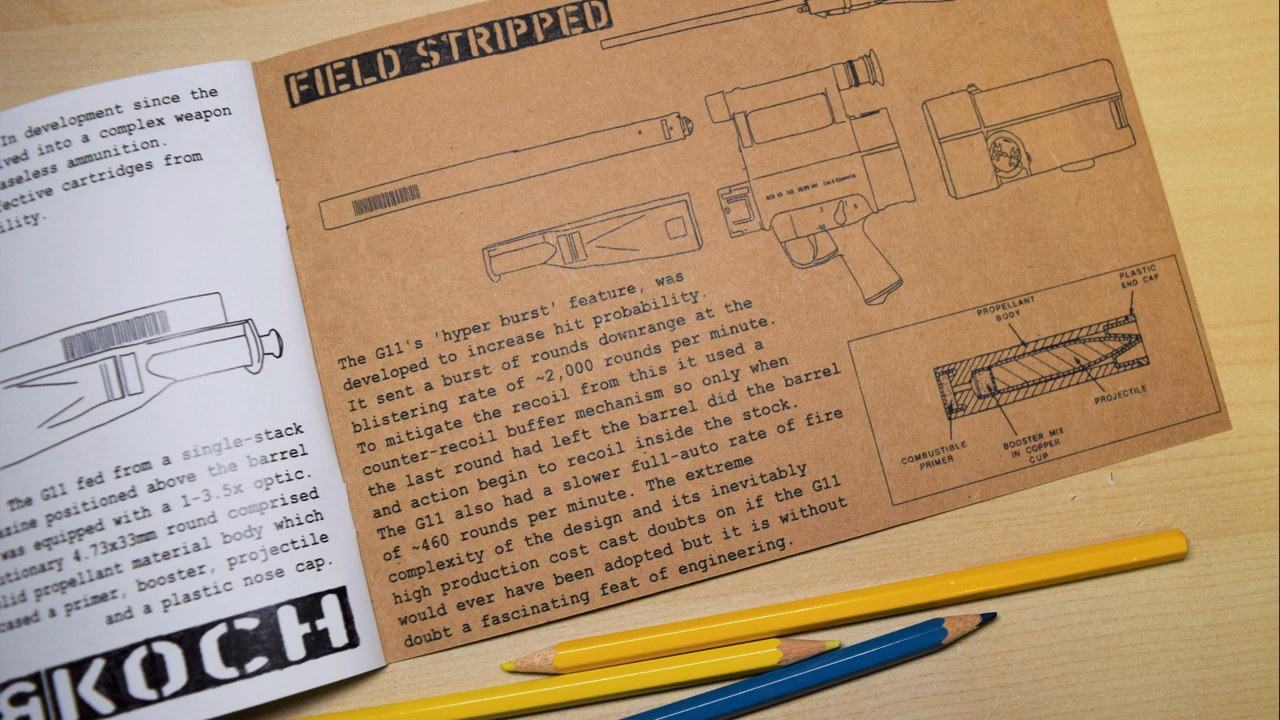 In development since the
ved into a complex weapon
aseless ammunition.
fective cartridges from
ility.
The G11 fed from a single-stack
azine positioned above the barrel
was equipped with a 1-3.5x optic.
utionary 4.73x33mm round comprised
lid propellant material body which
cased a primer, booster, projectile
and a plastic nose cap.
&KOCH
FIELD STRIPPED
The G11's 'hyper burst' feature, was
developed to increase hit probability.
It sent a burst of rounds downrange at the
blistering rate of ~2,000 rounds per minute.
To mitigate the recoil from this it used a
counter-recoil buffer mechanism so only when
the last round had left the barrel did the barrel
and action begin to recoil inside the stock.
The G11 also had a slower full-auto rate of fire
of ~460 rounds per minute. The extreme
complexity of the design and its inevitably
high production cost cast doubts on if the G11
would ever have been adopted but it is without
doubt a fascinating feat of engineering.
PLASTIC
END CAP
PROPELLANT
BODY
PROJECTILE
BOOSTER MIX
IN COPPER
CUP
COMBUSTIBLE
PRIMER